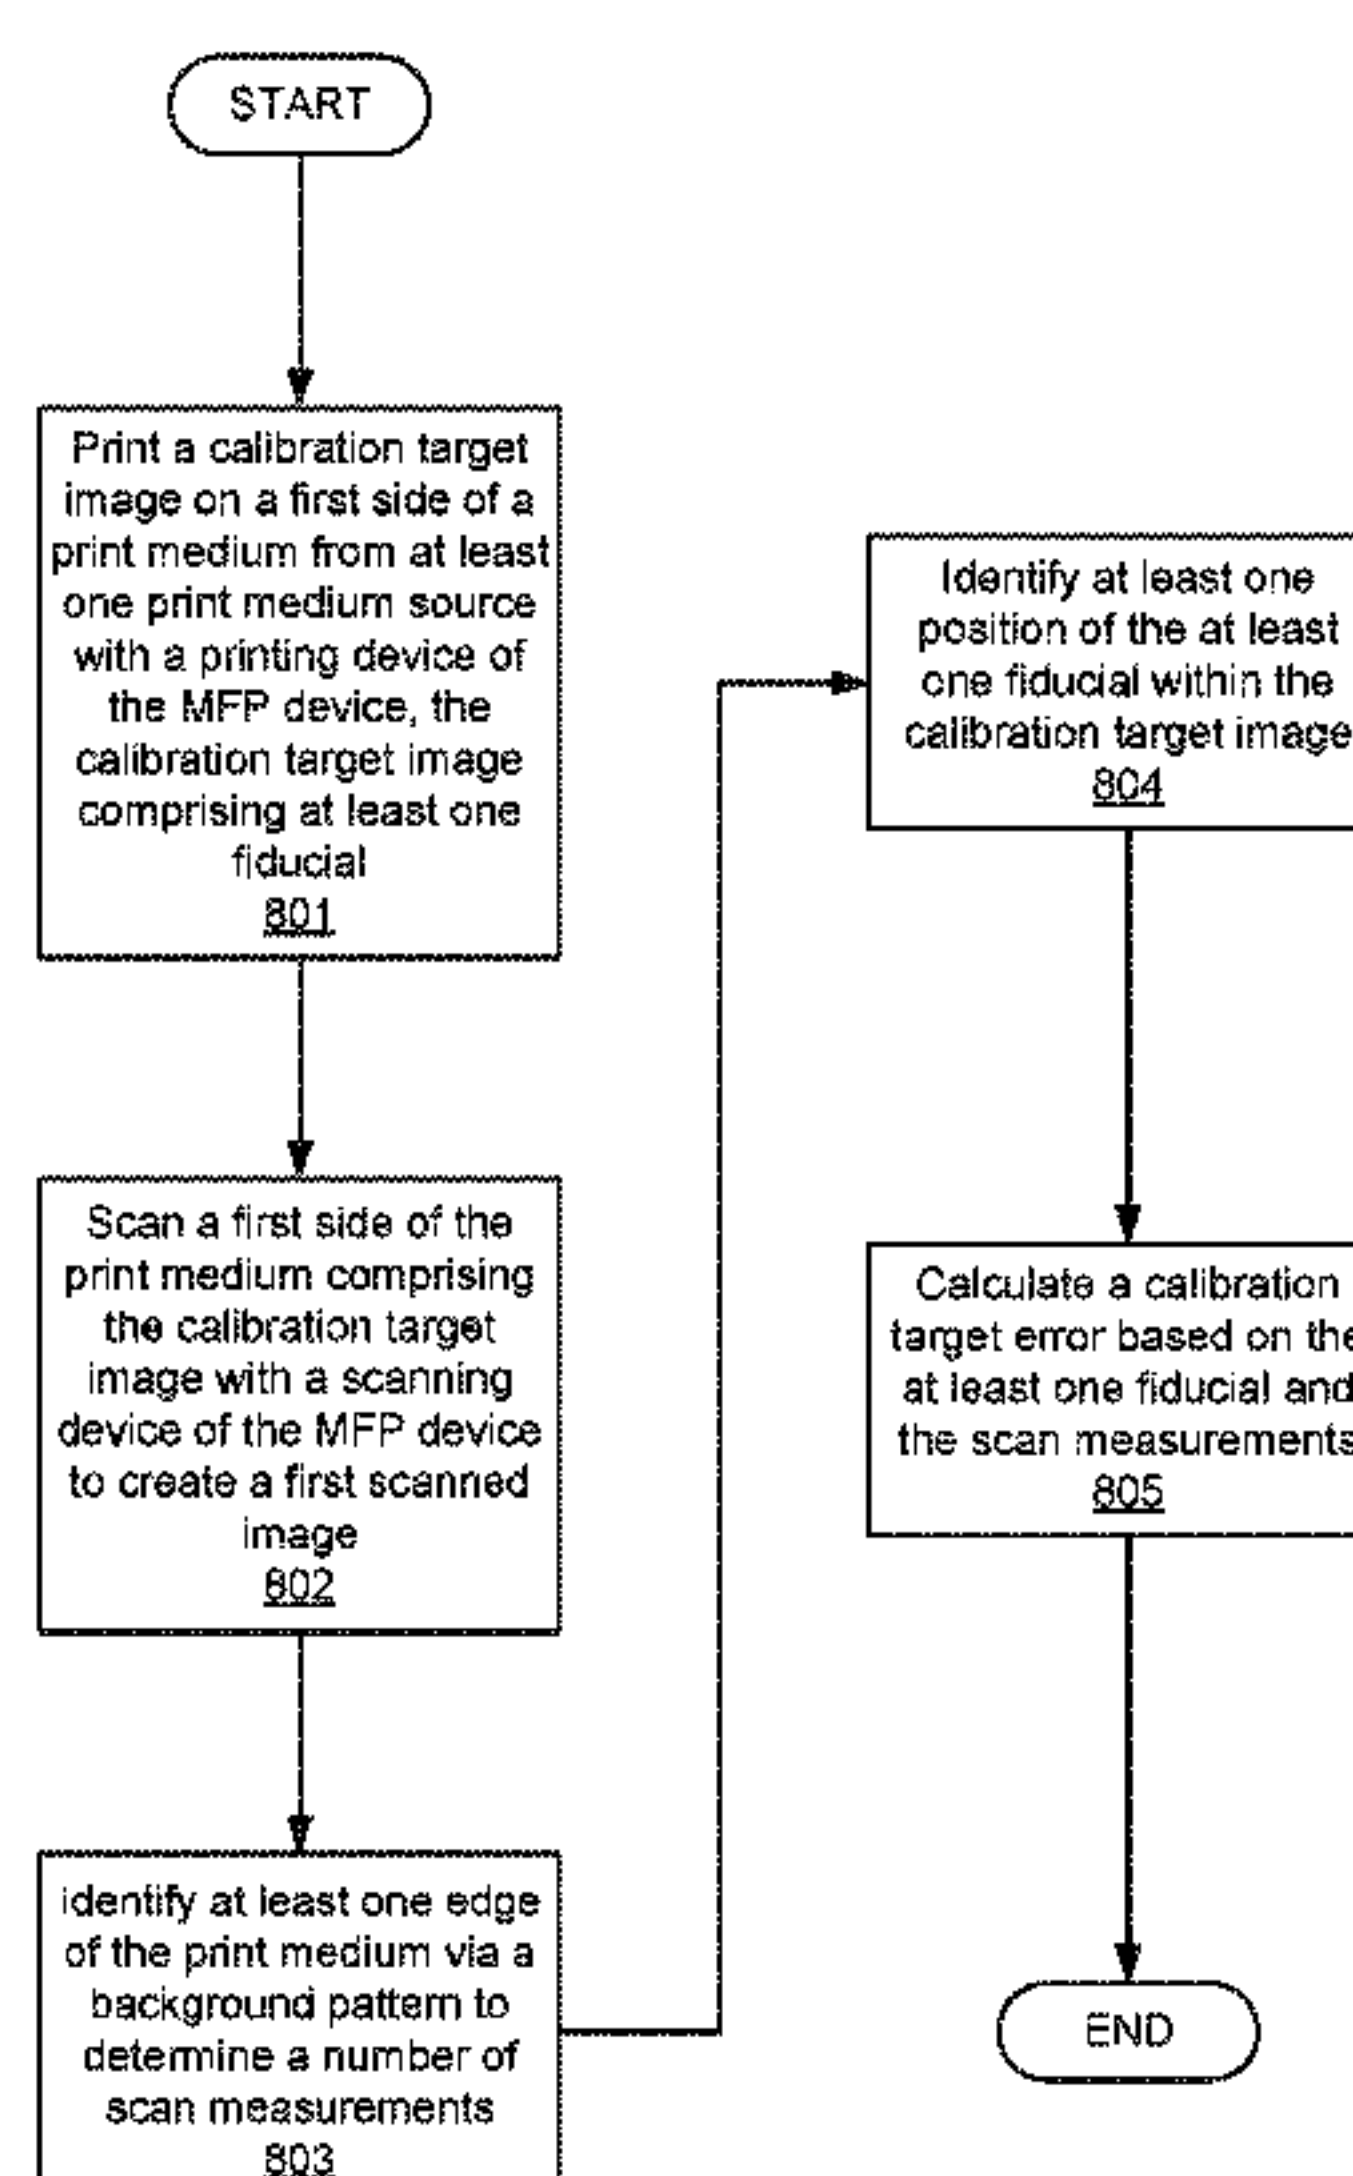 START
Print a calibration target
image on a first side of a
print medium from at least
one print medium source
with a printing device of
the MFP device, the
calibration target image
comprising at least one
fiducial
801
Scan a first side of the
print medium comprising
the calibration target
image with a scanning
device of the MFP device
to create a first scanned
image
802
identify at least one edge
of the print medium via a
background pattern to
determine a number of
scan measurements
803
Identify at least one
position of the at least
one fiducial within the
calibration target image
804
Calculate a calibration
target error based on the
at least one fiducial and
the scan measurements
805
END